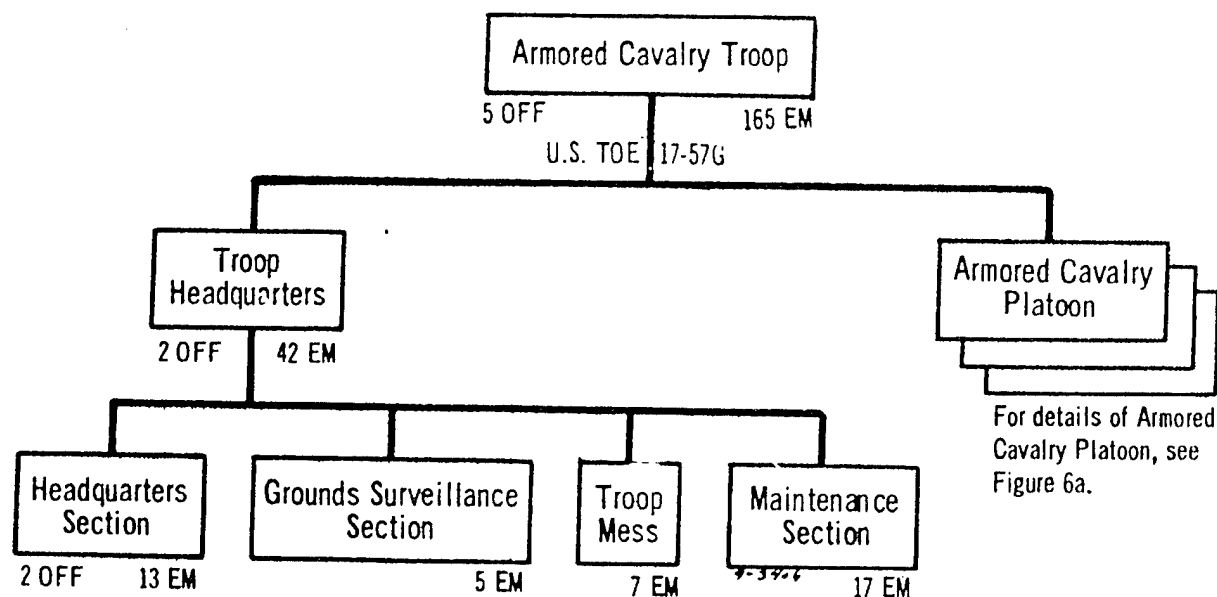 Armored Cavalry Troop
5 OFF 165 EM
U.S. TOE 17-57G
Troop
Headquarters
2 OFF 42 EM
Armored Cavalry
Platoon
For details of Armored
Cavalry Platoon, see
Figure 6a.
Headquarters
Section
2 OFF 13 EM
Grounds Surveillance
Section
5 EM
Troop
Mess
7 EM
Maintenance
Section
17 EM